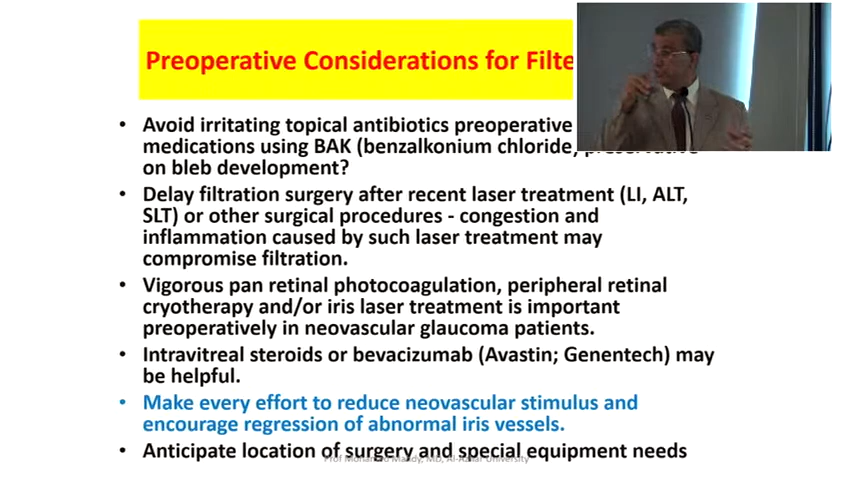 Preoperative Considerations for Filte
• Avoid irritating topical antibiotics preoperative
medications using BAK (benzalkonium chloride)
on bleb development?
• Delay filtration surgery after recent laser treatment (LI, ALT,
SLT) or other surgical procedures - congestion and
inflammation caused by such laser treatment may
compromise filtration.
• Vigorous pan retinal photocoagulation, peripheral retinal
cryotherapy and/or iris laser treatment is important
preoperatively in neovascular glaucoma patients.
• Intravitreal steroids or bevacizumab (Avastin; Genentech) may
be helpful.
• Make every effort to reduce neovascular stimulus and
encourage regression of abnormal iris vessels.
• Anticipate location of surgery and special equipment needs
MD, Al-Azhar University